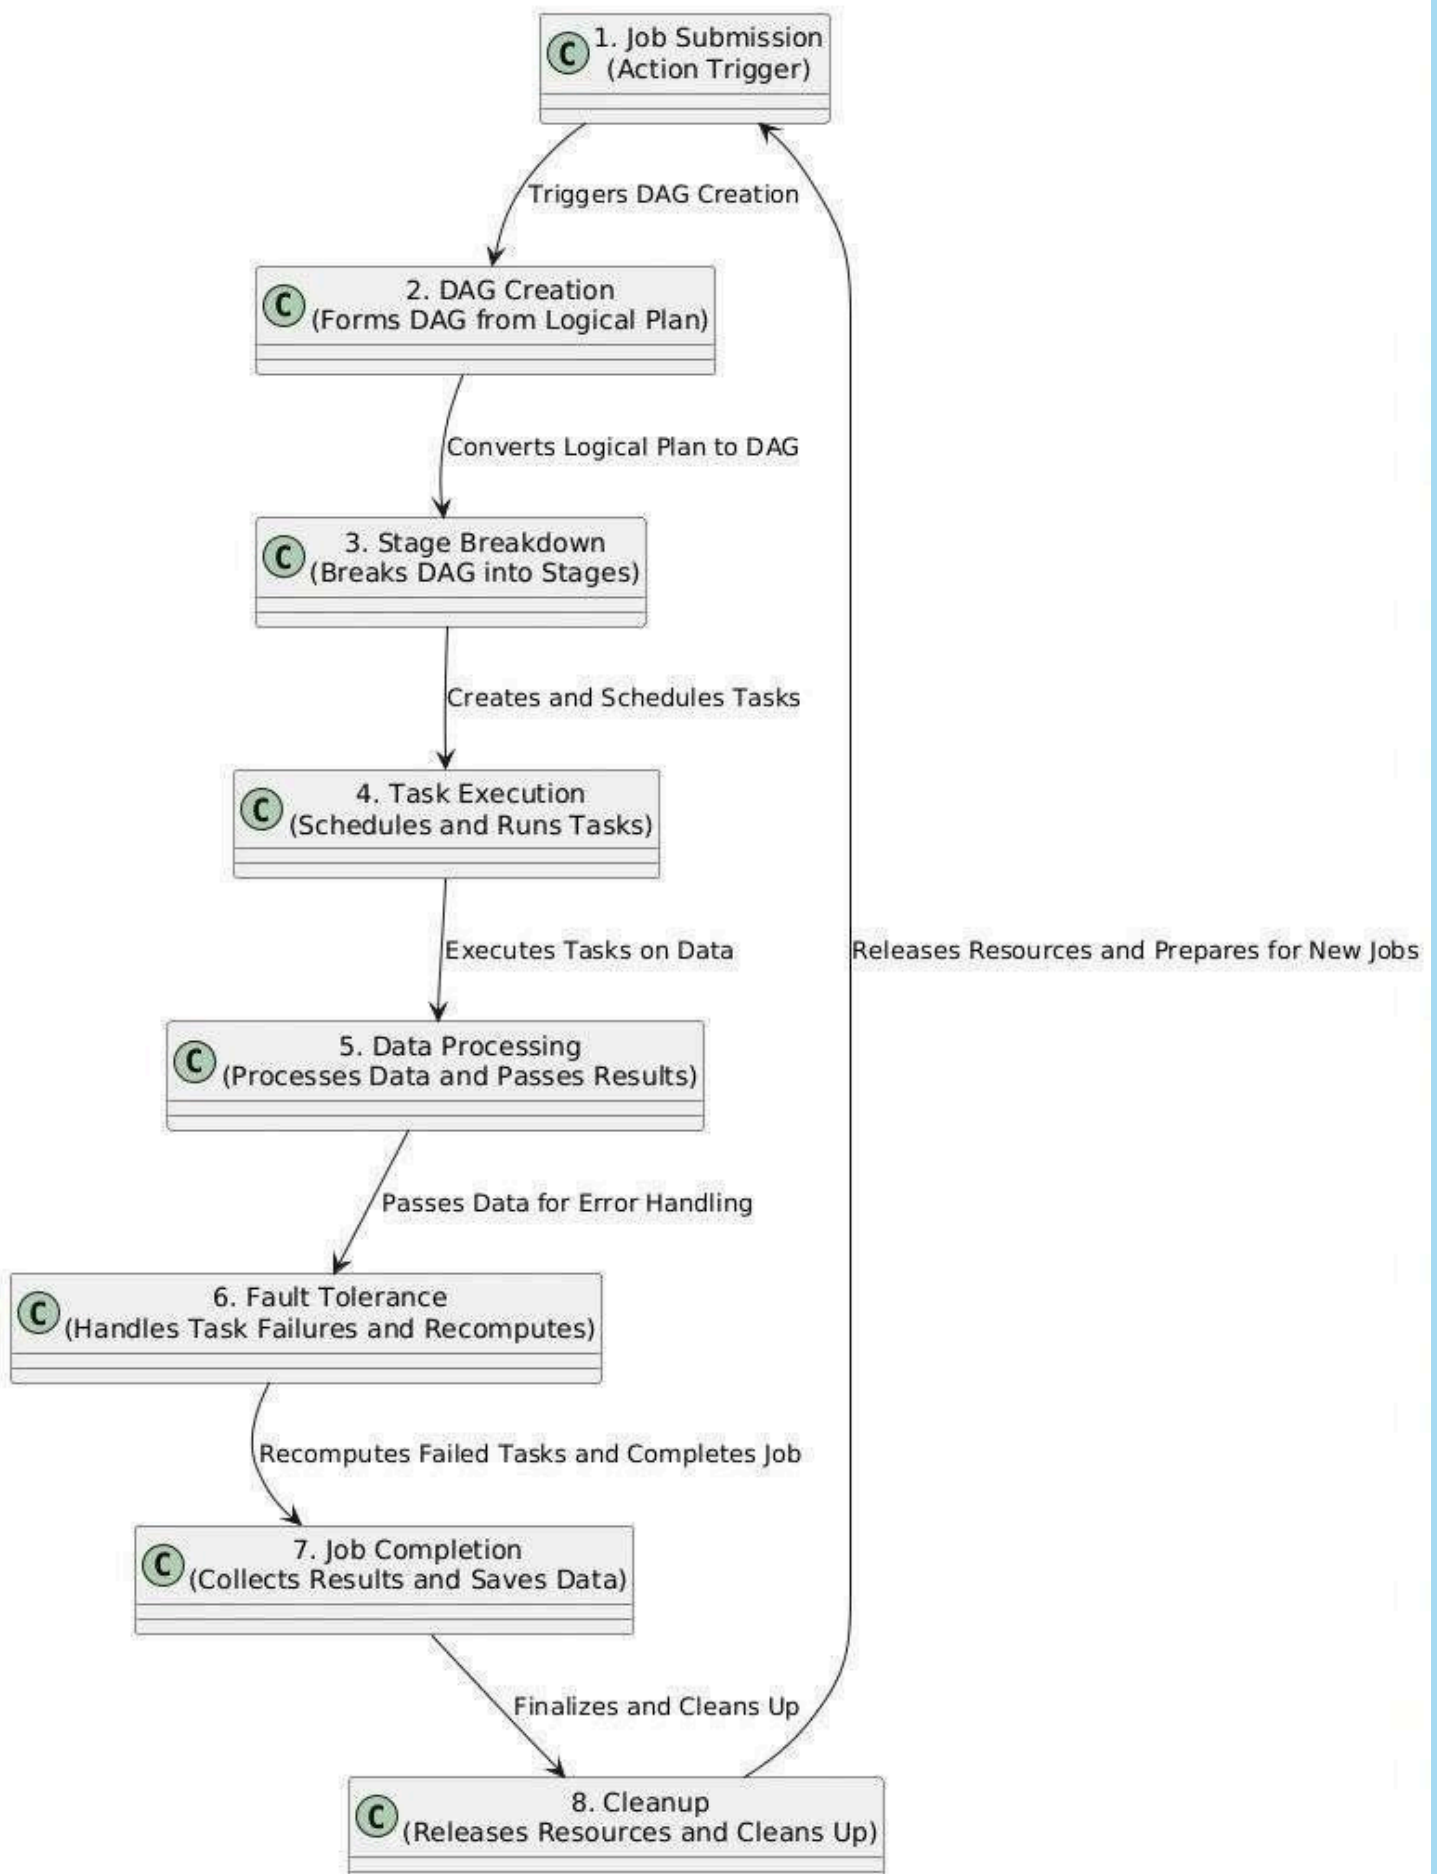 C
1. Job Submission
(Action Trigger)
Triggers DAG Creation
C
2. DAG Creation
(Forms DAG from Logical Plan)
Converts Logical Plan to DAG
C
3. Stage Breakdown
(Breaks DAG into Stages)
Creates and Schedules Tasks
C
4. Task Execution
(Schedules and Runs Tasks)
Executes Tasks on Data
Releases Resources and Prepares for New Jobs
C
5. Data Processing
(Processes Data and Passes Results)
Passes Data for Error Handling
C
6. Fault Tolerance
(Handles Task Failures and Recomputes)
Recomputes Failed Tasks and Completes Job
C
7. Job Completion
(Collects Results and Saves Data)
Finalizes and Cleans Up
C
8. Cleanup
(Releases Resources and Cleans Up)